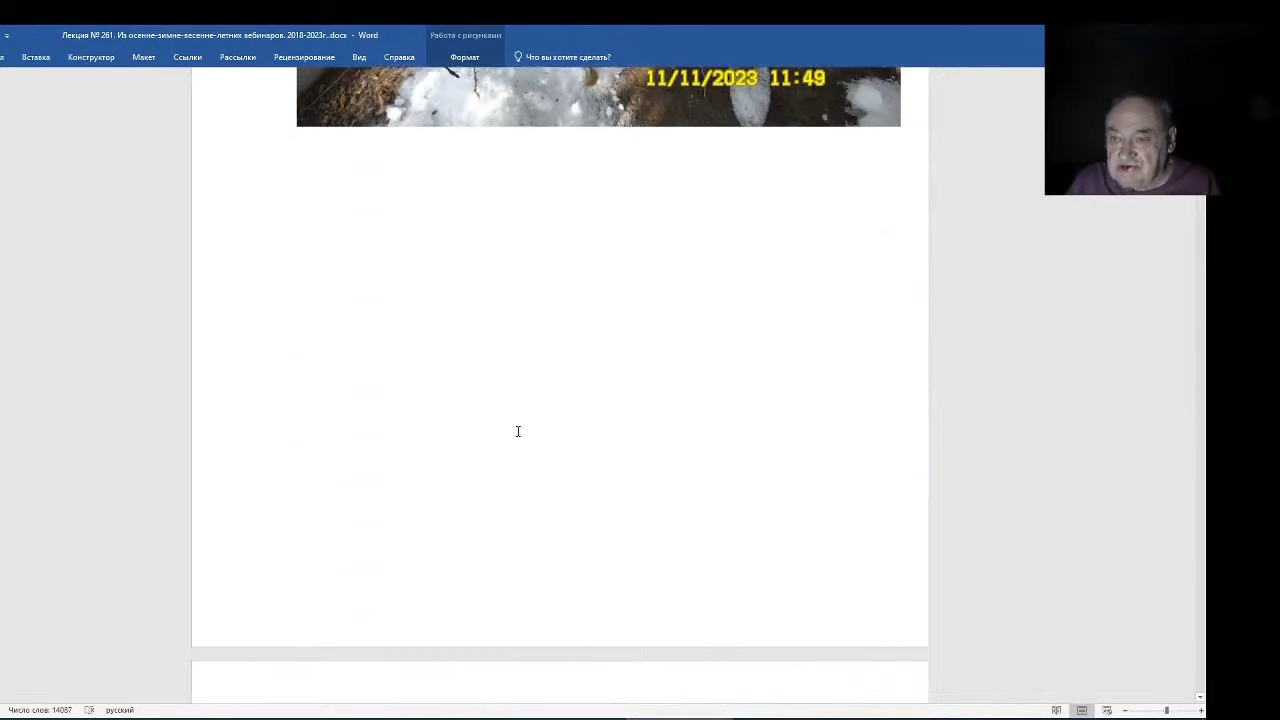 Лекция № 261. Из осенне-зимне-весенне-летних вебинаров. 2018-2023г..docx - Word
Работа с рисунками
я Вставка Конструктор Макет Ссылки Рассылки Рецензирование Вид Справка Формат Что вы хотите сделать?
11/11/2023 11:49
Число слов: 14087 русский